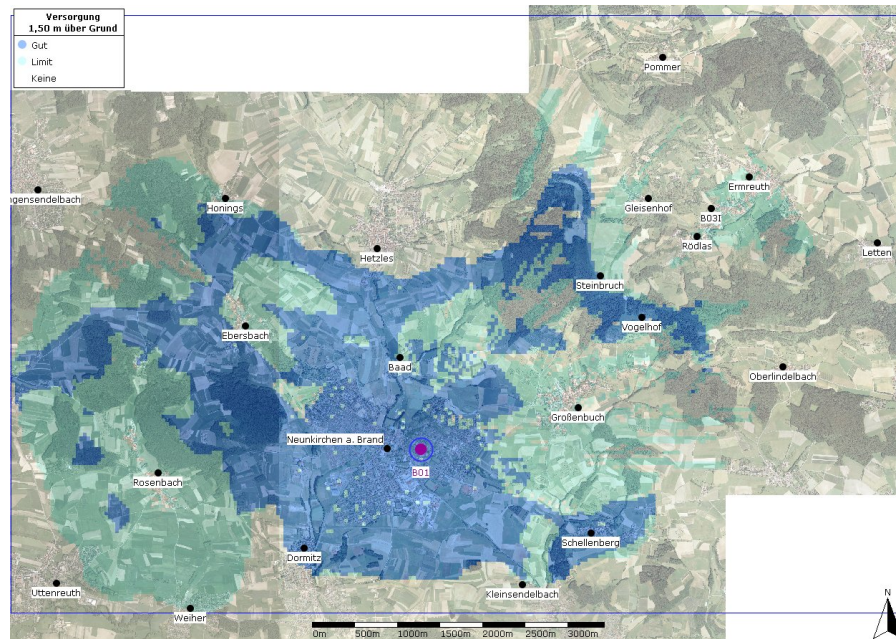 Versorgung
1,50 m über Grund
Gut
Limit
Keine
Pommer
Ermreuth
ngensendelbach
Honings
Gleisenhof
B03I
Rödlas
Letten
Hetzles
Steinbruch
Vogelhof
Ebersbach
Baad
Oberlindelbach
Großenbuch
Neunkirchen a. Brand
B01
Rosenbach
Schellenberg
Dormitz
Uttenreuth
Kleinsendelbach
Weiher
N
0m 500m 1000m 1500m 2000m 2500m 3000m